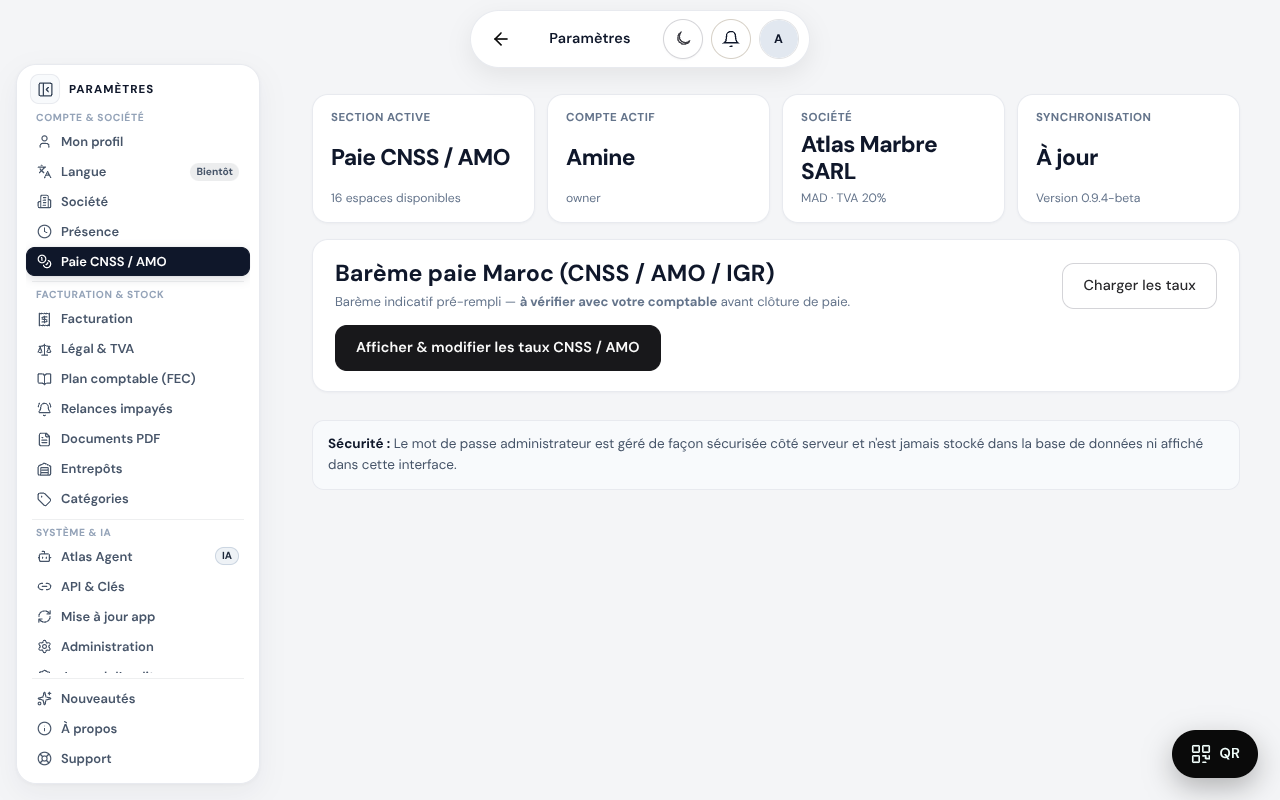 Paramètres
A
PARAMÈTRES
COMPTE & SOCIÉTÉ
Mon profil
Langue
Bientôt
Société
Présence
Paie CNSS / AMO
FACTURATION & STOCK
Facturation
Légal & TVA
Plan comptable (FEC)
Relances impayés
Documents PDF
Entrepôts
Catégories
SYSTÈME & IA
Atlas Agent
IA
API & Clés
Mise à jour app
Administration
Nouveautés
À propos
Support
SECTION ACTIVE
Paie CNSS / AMO
16 espaces disponibles
COMPTE ACTIF
Amine
owner
SOCIÉTÉ
Atlas Marbre
SARL
MAD · TVA 20%
SYNCHRONISATION
À jour
Version 0.9.4-beta
Barème paie Maroc (CNSS / AMO / IGR)
Barème indicatif pré-rempli — à vérifier avec votre comptable avant clôture de paie.
Charger les taux
Afficher & modifier les taux CNSS / AMO
Sécurité : Le mot de passe administrateur est géré de façon sécurisée côté serveur et n'est jamais stocké dans la base de données ni affiché
dans cette interface.
QR